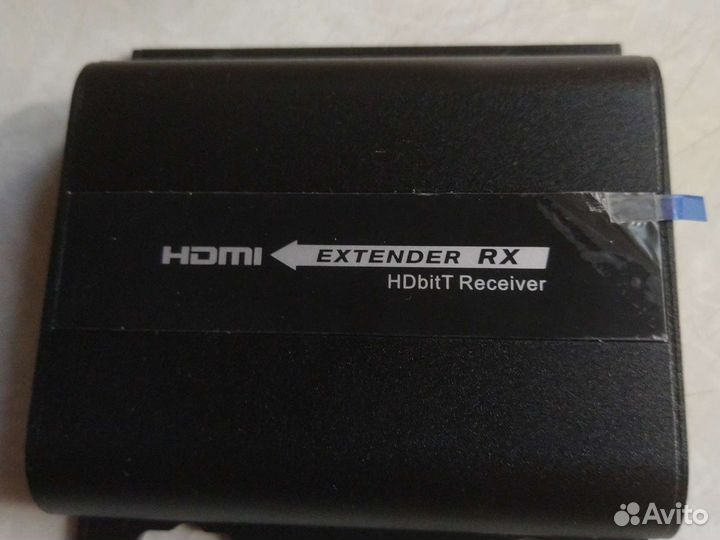 HDMI EXTENDER RX
HDbitT Receiver
Avito